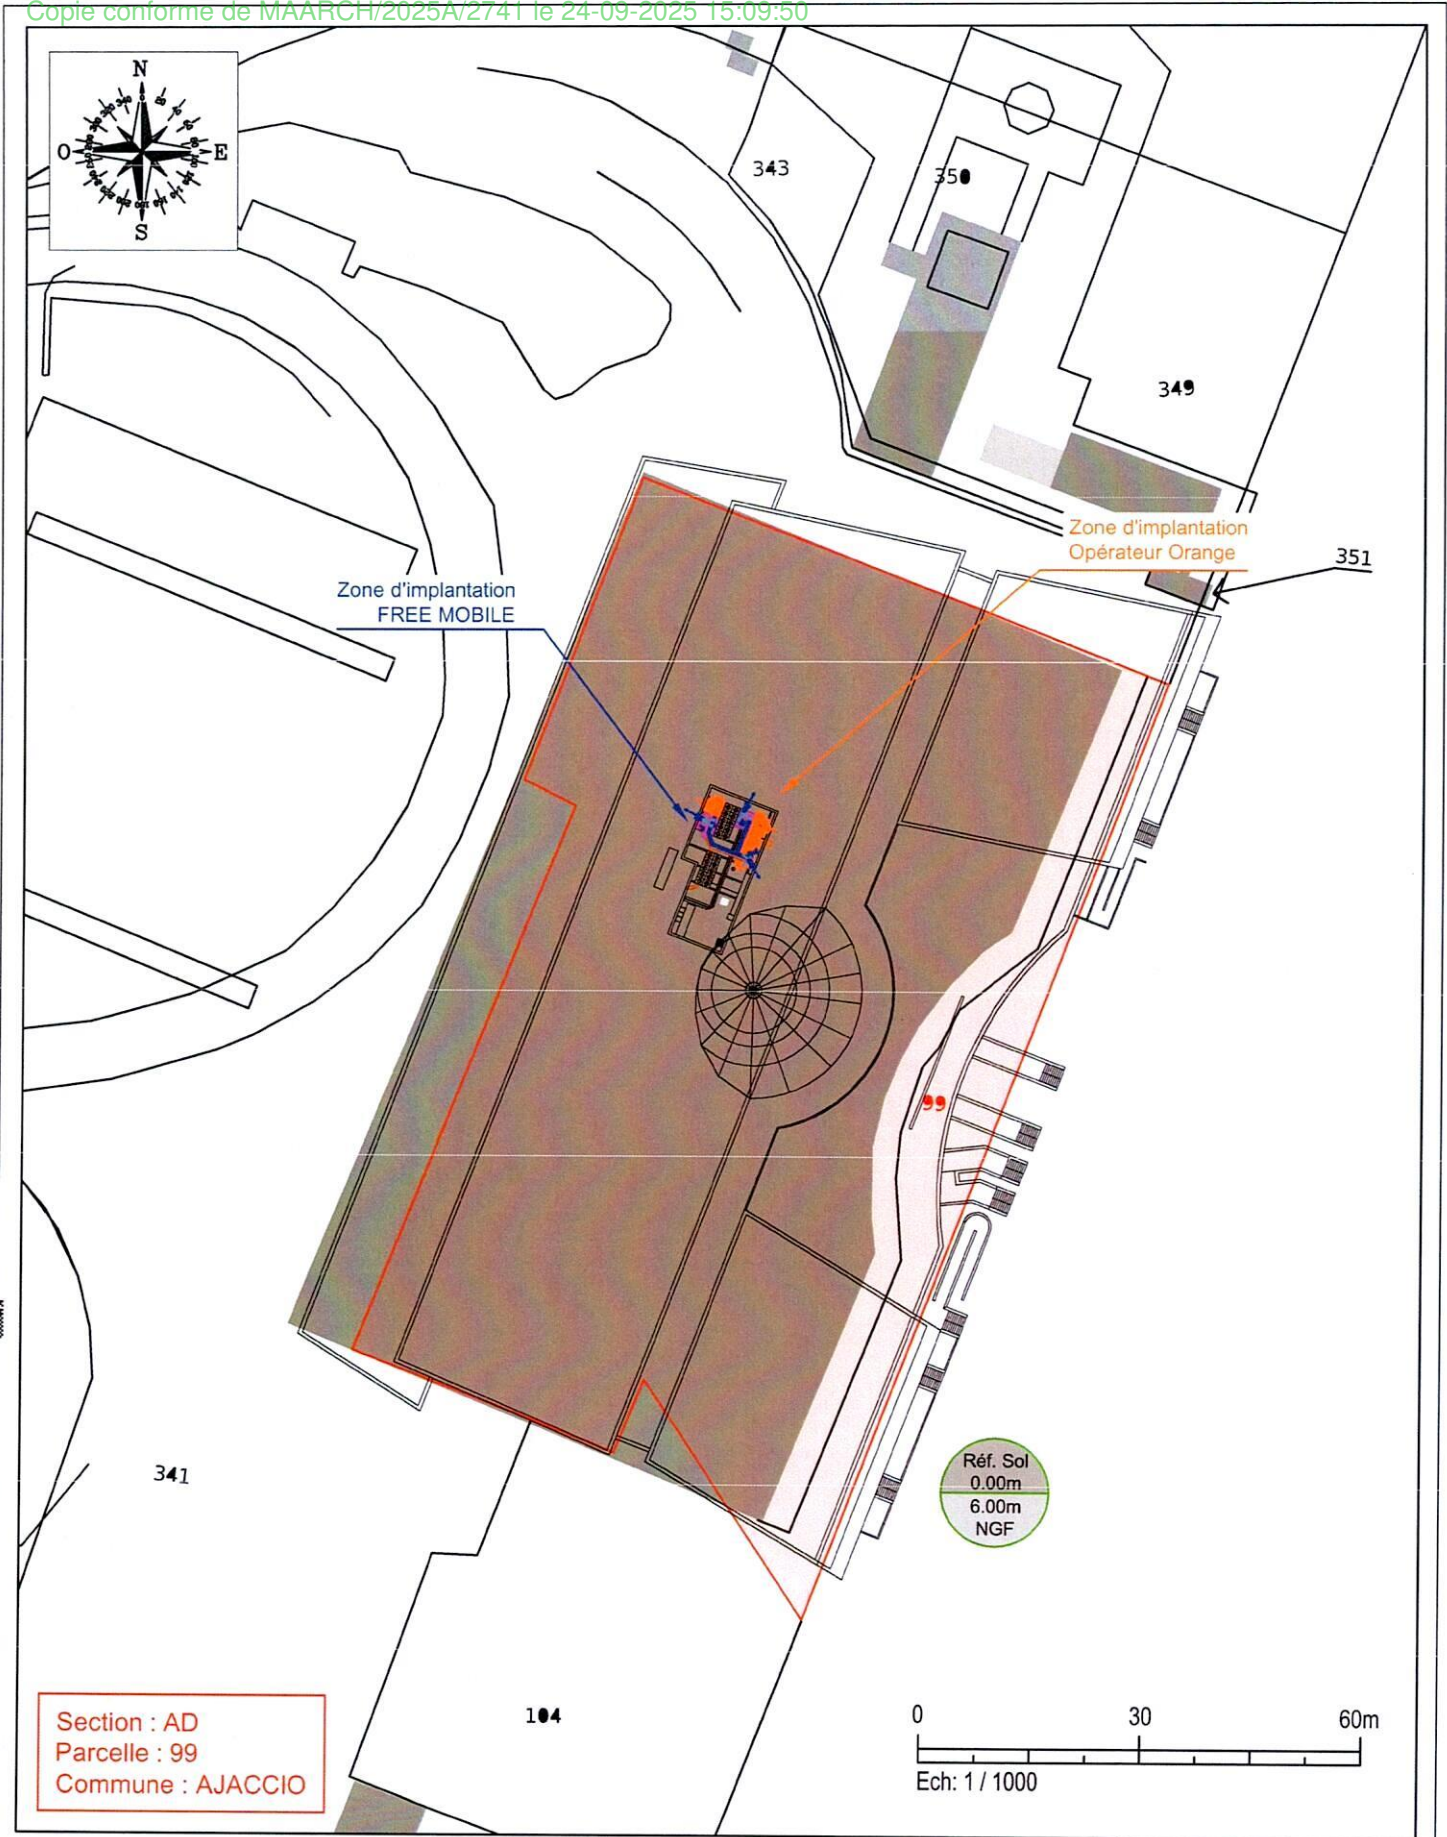 Copie conforme de MAARCH/2025A/2741 le 24-09-2025 15:09:50
N
O
E
S
343
350
349
Zone d'implantation
Opérateur Orange
351
Zone d'implantation
FREE MOBILE
99
341
Réf. Sol
0.00m
6.00m
NGF
104
Section : AD
Parcelle : 99
Commune : AJACCIO
0 30 60m
Ech: 1 / 1000